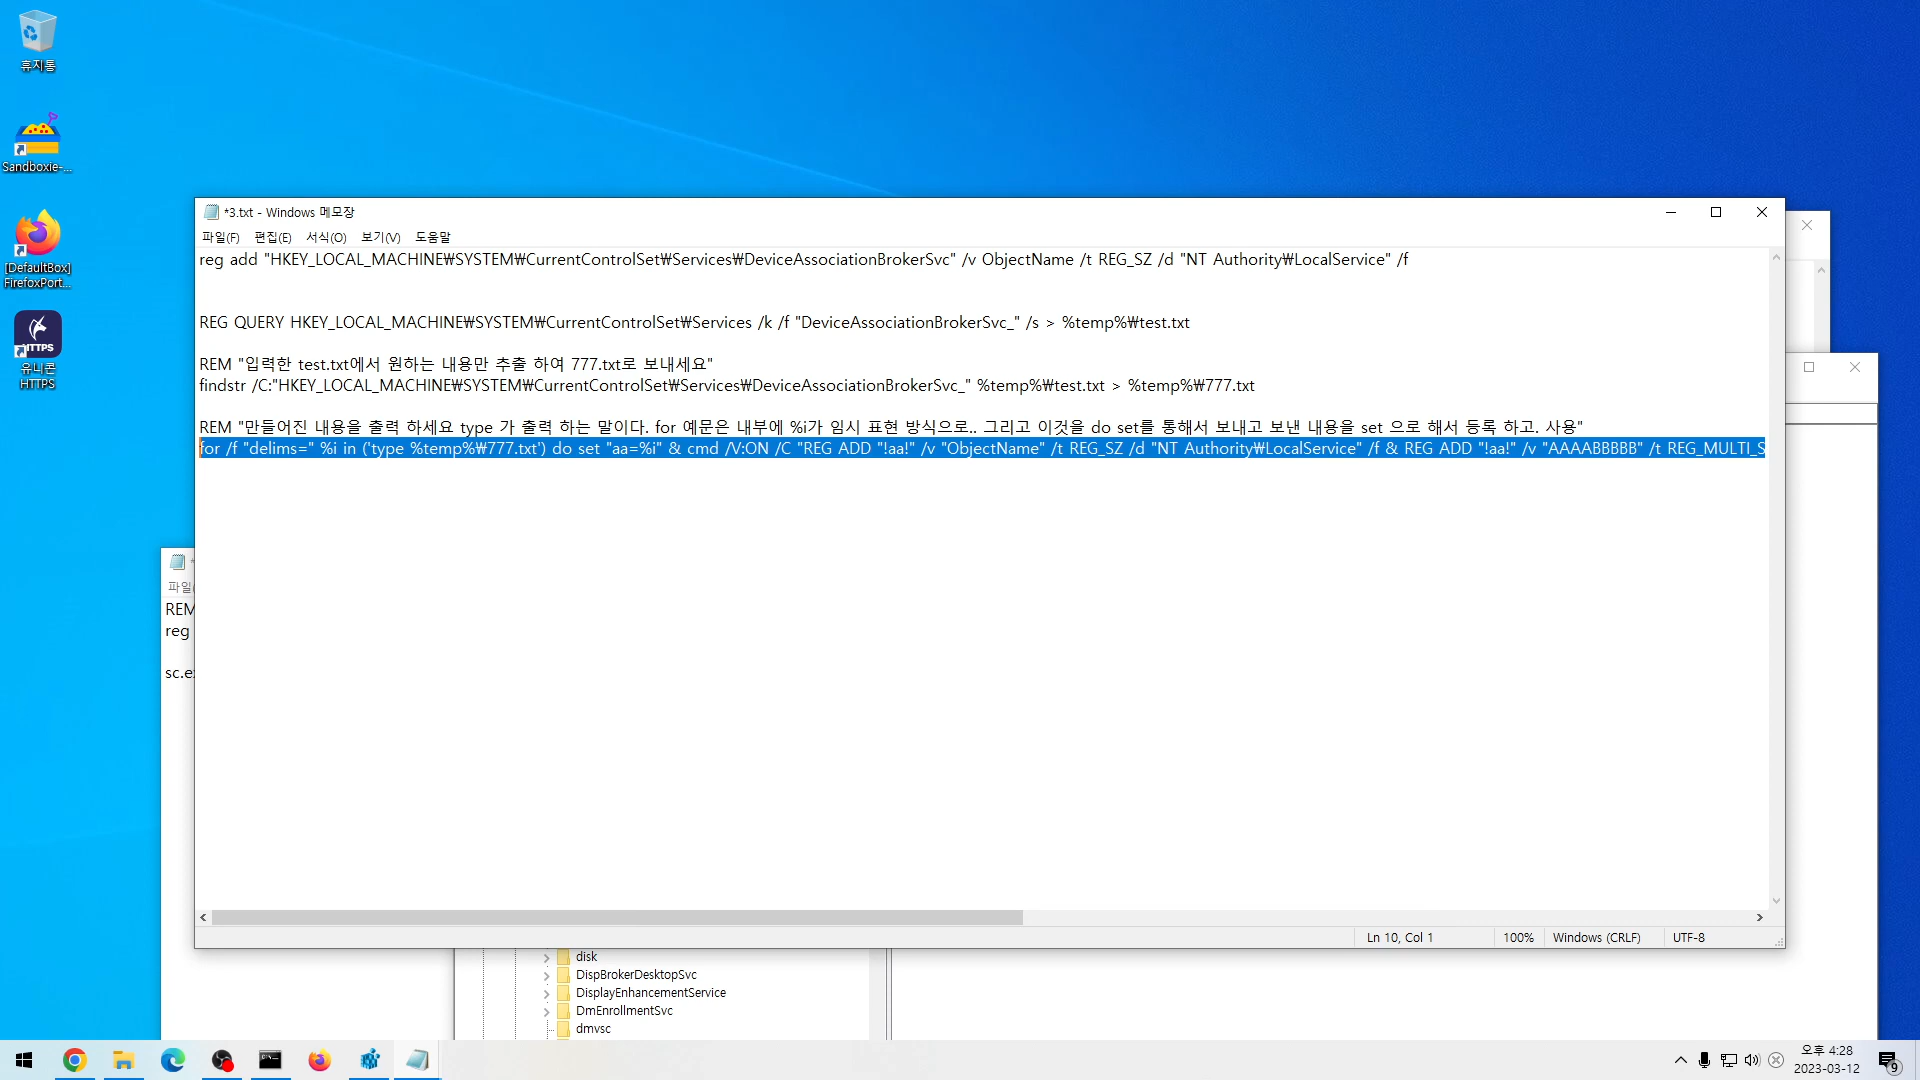 휴지통
Sandboxie-...
[DefaultBox]
FirefoxPort...
HTTPS
유니콘
HTTPS
*3.txt - Windows 메모장
파일(F) 편집(E) 서식(O) 보기(V) 도움말
reg add "HKEY_LOCAL_MACHINE₩SYSTEM₩CurrentControlSet₩Services₩DeviceAssociationBrokerSvc" /v ObjectName /t REG_SZ /d "NT Authority₩LocalService" /f
REG QUERY HKEY_LOCAL_MACHINE₩SYSTEM₩CurrentControlSet₩Services /k /f "DeviceAssociationBrokerSvc_" /s > %temp%₩test.txt
REM "입력한 test.txt에서 원하는 내용만 추출 하여 777.txt로 보내세요"
findstr /C:"HKEY_LOCAL_MACHINE₩SYSTEM₩CurrentControlSet₩Services₩DeviceAssociationBrokerSvc_" %temp%₩test.txt > %temp%₩777.txt
REM "만들어진 내용을 출력 하세요 type 가 출력 하는 말이다. for 예문은 내부에 %i가 임시 표현 방식으로.. 그리고 이것을 do set를 통해서 보내고 보낸 내용을 set 으로 해서 등록 하고. 사용"
for /f "delims=" %i in ('type %temp%₩777.txt') do set "aa=%i" & cmd /V:ON /C "REG ADD "!aa!" /v "ObjectName" /t REG_SZ /d "NT Authority₩LocalService" /f & REG ADD "!aa!" /v "AAAABBBBB" /t REG_MULTI_S
Ln 10, Col 1
100%
Windows (CRLF)
UTF-8
파일(
REM
reg
sc.e
disk
DispBrokerDesktopSvc
DisplayEnhancementService
DmEnrollmentSvc
dmvsc
오후 4:28
2023-03-12
9